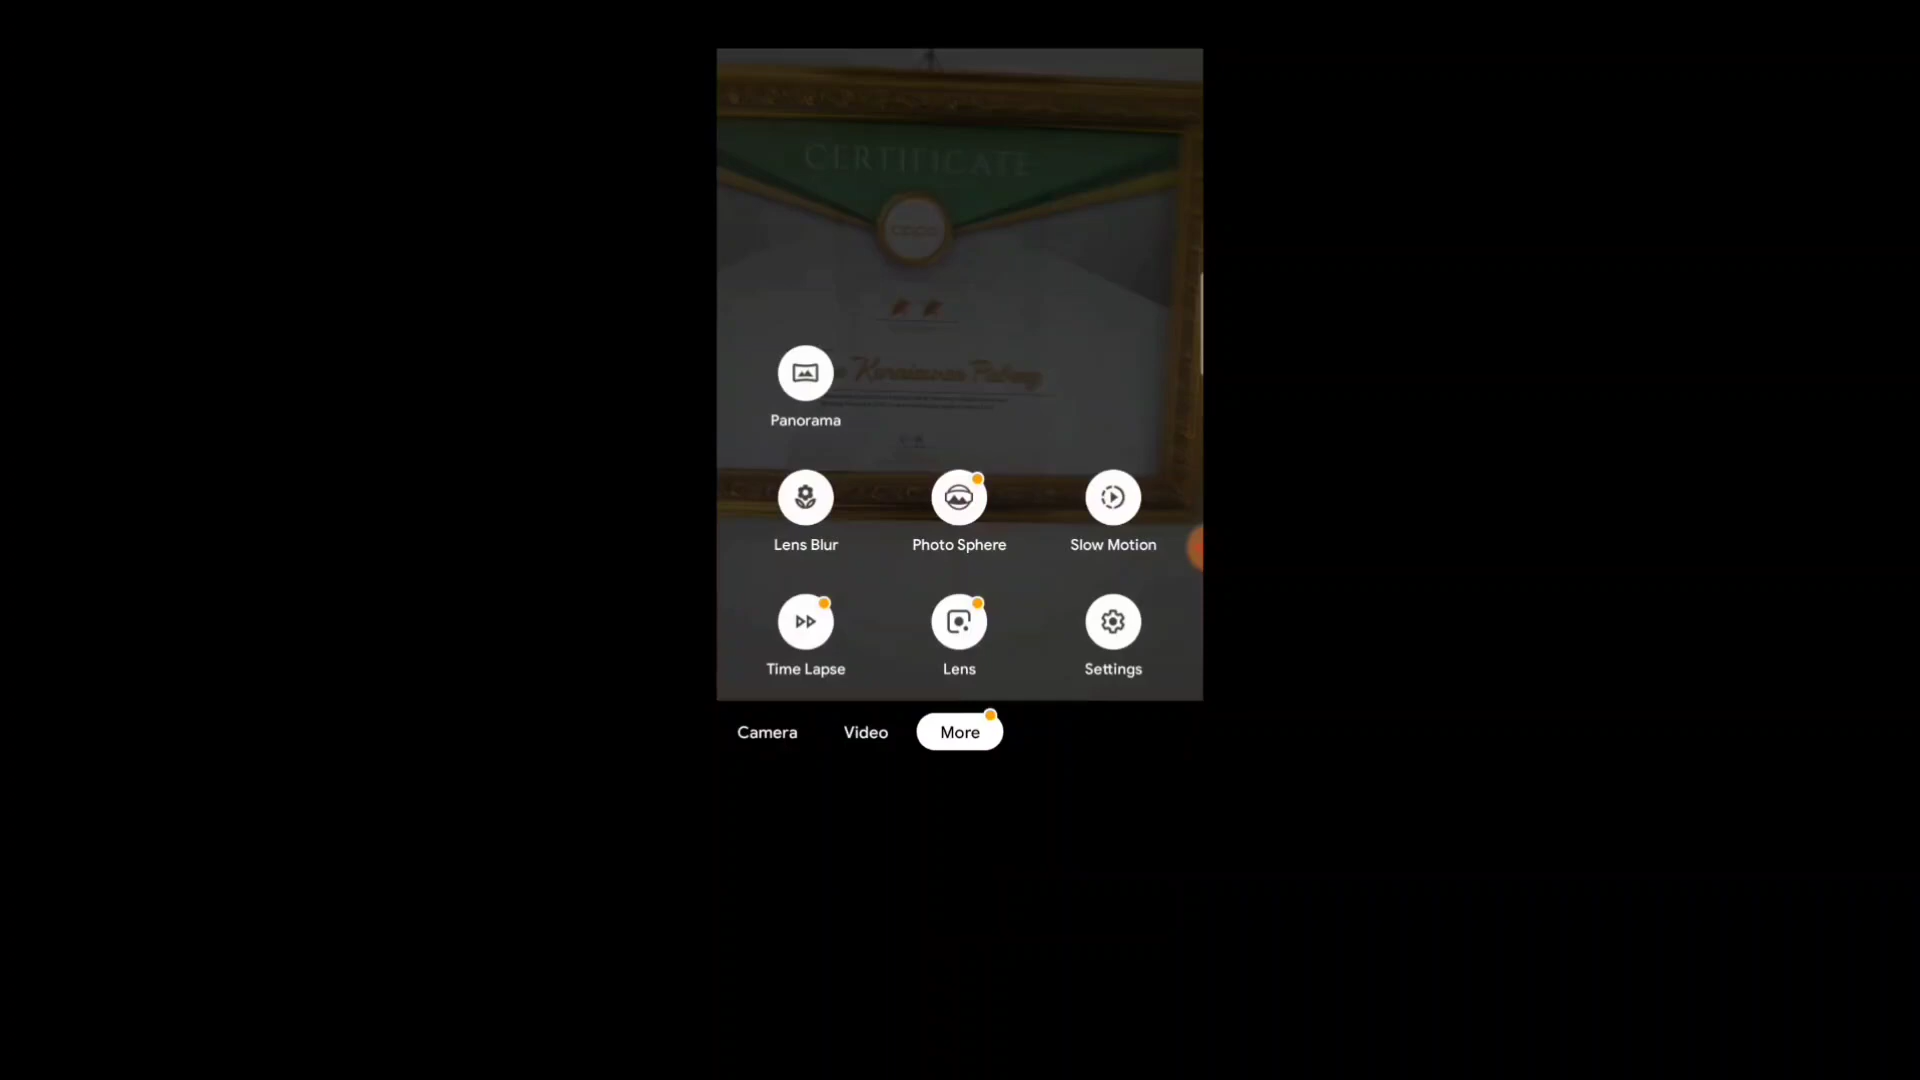 CERTIFICATE
Panorama
Lens Blur
Photo Sphere
Slow Motion
Time Lapse
Lens
Settings
Camera
Video
More